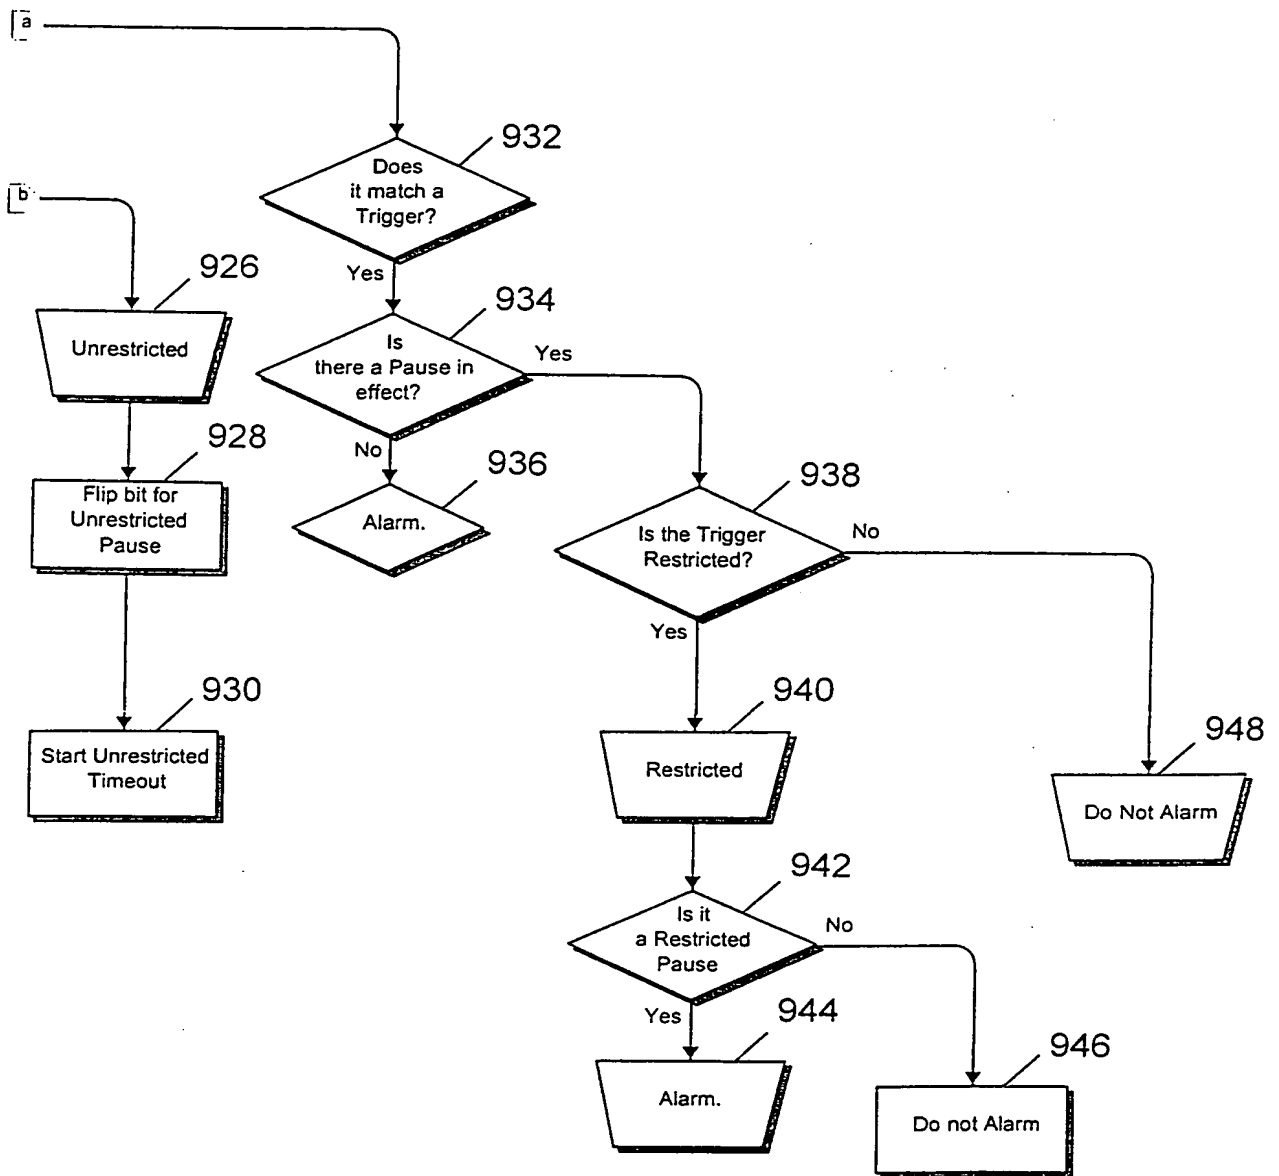 a
932
Does
it match a
Trigger?
b
Yes
926
934
Unrestricted
Is
there a Pause in
effect?
Yes
No
928
936
938
Flip bit for
Unrestricted
Pause
Alarm.
Is the Trigger
Restricted?
No
Yes
930
940
948
Start Unrestricted
Timeout
Restricted
Do Not Alarm
942
Is it
a Restricted
Pause
No
Yes
944
946
Alarm.
Do not Alarm